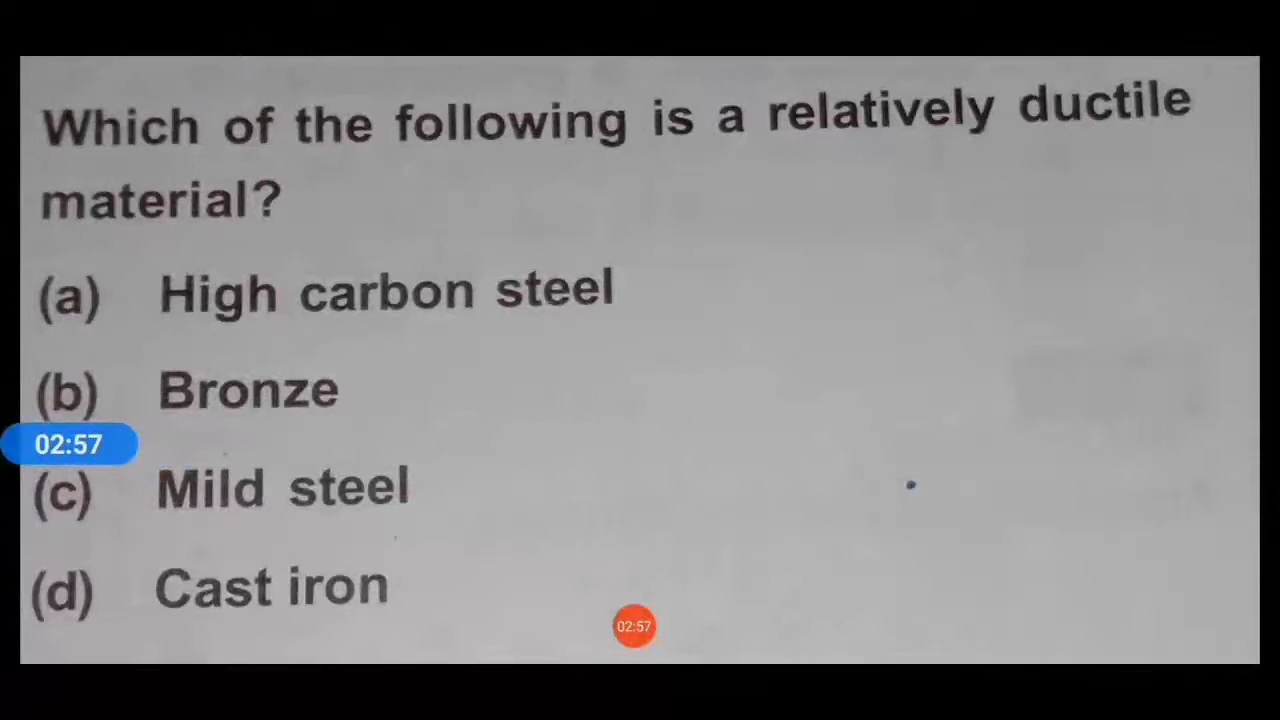 Which of the following is a relatively ductile
material?
(a) High carbon steel
(b) Bronze
02:57
(c) Mild steel
(d) Cast iron
02:57